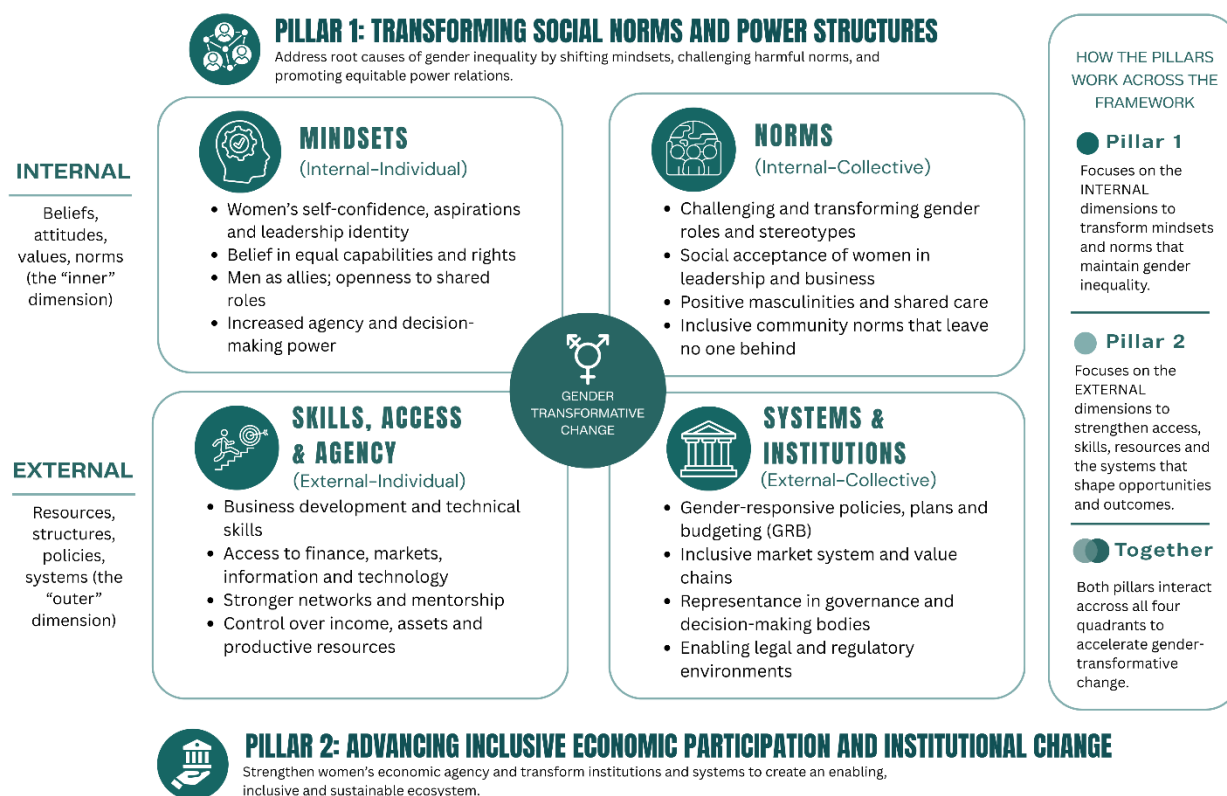 PILLAR 1: TRANSFORMING SOCIAL NORMS AND POWER STRUCTURES
Address root causes of gender inequality by shifting mindsets, challenging harmful norms, and
promoting equitable power relations.
INTERNAL
Beliefs,
attitudes,
values, norms
(the “inner”
dimension)
MINDSETS
(Internal-Individual)
• Women’s self-confidence, aspirations
and leadership identity
• Belief in equal capabilities and rights
• Men as allies; openness to shared
roles
• Increased agency and decision-
making power
NORMS
(Internal-Collective)
• Challenging and transforming gender
roles and stereotypes
• Social acceptance of women in
leadership and business
• Positive masculinities and shared care
• Inclusive community norms that leave
no one behind
GENDER
TRANSFORMATIVE
CHANGE
EXTERNAL
Resources,
structures,
policies,
systems (the
“outer”
dimension)
SKILLS, ACCESS
& AGENCY
(External-Individual)
• Business development and technical
skills
• Access to finance, markets,
information and technology
• Stronger networks and mentorship
• Control over income, assets and
productive resources
SYSTEMS &
INSTITUTIONS
(External-Collective)
• Gender-responsive policies, plans and
budgeting (GRB)
• Inclusive market system and value
chains
• Representance in governance and
decision-making bodies
• Enabling legal and regulatory
environments
PILLAR 2: ADVANCING INCLUSIVE ECONOMIC PARTICIPATION AND INSTITUTIONAL CHANGE
Strengthen women’s economic agency and transform institutions and systems to create an enabling,
inclusive and sustainable ecosystem.
HOW THE PILLARS
WORK ACROSS THE
FRAMEWORK
Pillar 1
Focuses on the
INTERNAL
dimensions to
transform mindsets
and norms that
maintain gender
inequality.
Pillar 2
Focuses on the
EXTERNAL
dimensions to
strengthen access,
skills, resources and
the systems that
shape opportunities
and outcomes.
Together
Both pillars interact
accross all four
quadrants to
accelerate gender-
transformative
change.